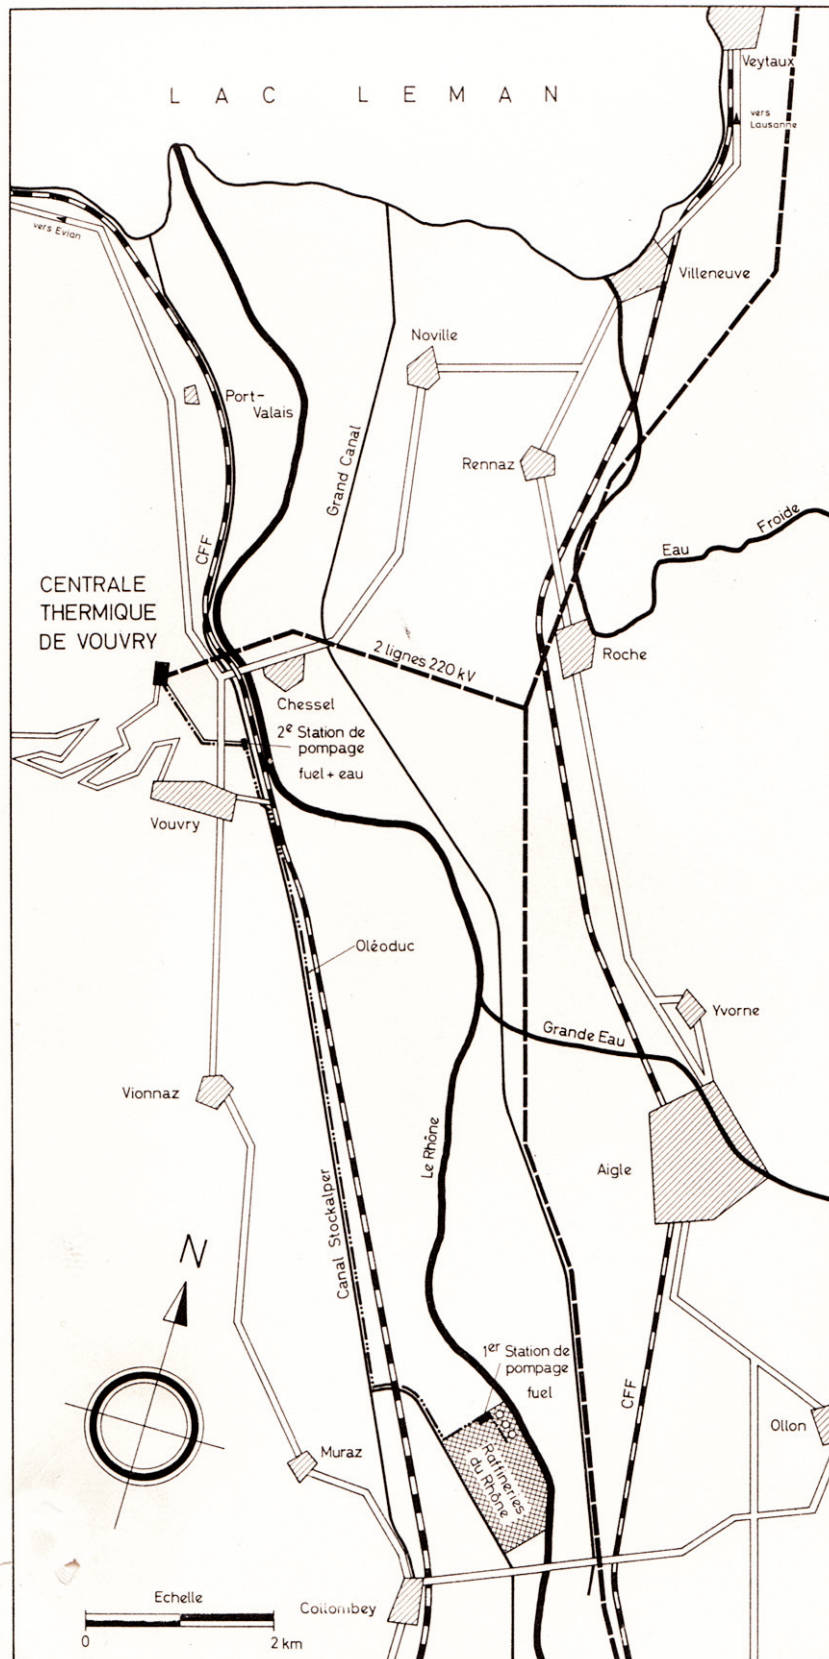 LAC LEMAN
Veytaux
vers
Lausanne
vers Evian
Villeneuve
Noville
Port-
Valais
Grand Canal
Rennaz
CFF
Eau Froide
CENTRALE
THERMIQUE
DE VOUVRY
Roche
2 lignes 220 kV
Chessel
2e Station de
pompage
fuel + eau
Vouvry
Oléoduc
Yvorne
Grande Eau
Vionnaz
Le Rhône
Aigle
Canal Stockalper
N
1er Station de
pompage
fuel
CFF
Ollon
Muraz
Raffineries
du Rhône
Echelle
Collombey
0 2 km